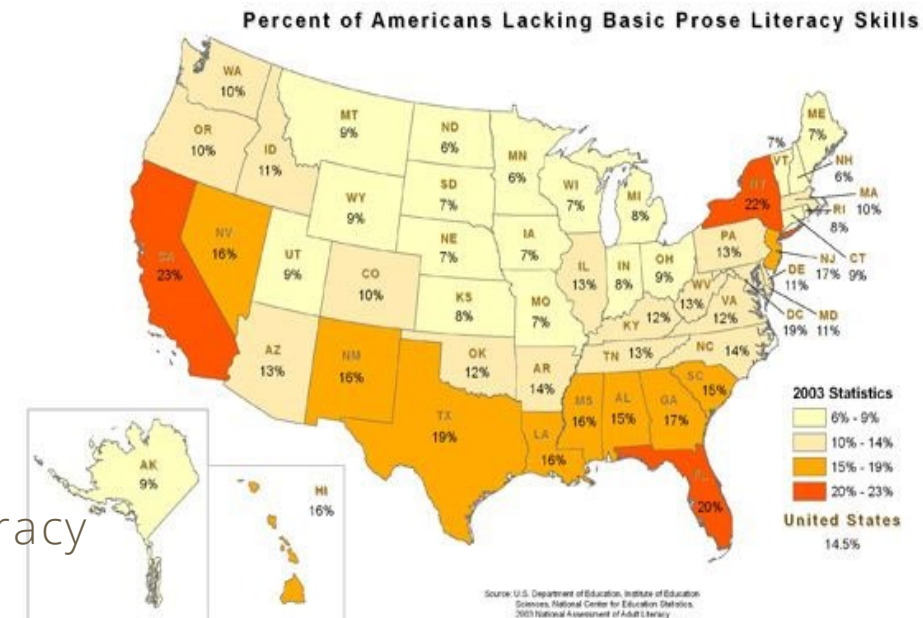 Percent of Americans Lacking Basic Prose Literacy Skills
WA
10%
MT
9%
ND
6%
MN
6%
ME
7%
OR
10%
ID
11%
WY
9%
SD
7%
WI
7%
MI
8%
7%
VT
NH
6%
NY
22%
MA
10%
RI
8%
CT
9%
NJ
17%
CA
23%
NV
16%
UT
9%
CO
10%
NE
7%
IA
7%
IL
13%
IN
8%
OH
9%
PA
13%
DE
11%
WV
13%
VA
12%
DC
19%
MD
11%
KS
8%
MO
7%
KY
12%
AZ
13%
NM
16%
OK
12%
AR
14%
TN 13%
NC 14%
SC
15%
TX
19%
LA
16%
MS
16%
AL
15%
GA
17%
FL
20%
AK
9%
HI
16%
racy
2003 Statistics
6% - 9%
10% - 14%
15% - 19%
20% - 23%
United States
14.5%
Source: U.S. Department of Education, Institute of Education
Sciences, National Center for Education Statistics,
2003 National Assessment of Adult Literacy